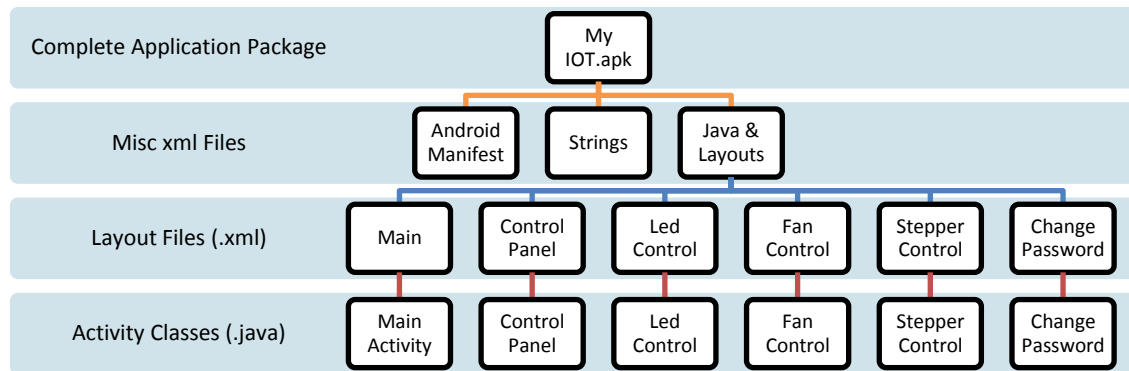 Complete Application Package
My
IOT.apk
Misc xml Files
Android
Manifest
Strings
Java &
Layouts
Layout Files (.xml)
Main
Control
Panel
Led
Control
Fan
Control
Stepper
Control
Change
Password
Activity Classes (.java)
Main
Activity
Control
Panel
Led
Control
Fan
Control
Stepper
Control
Change
Password